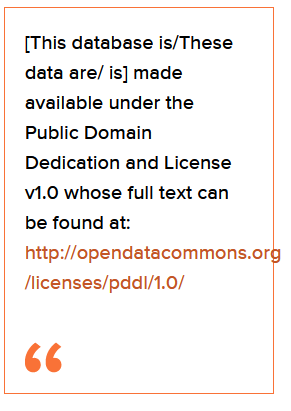 [This database is/These
data are/ is] made
available under the
Public Domain
Dedication and License
v1.0 whose full text can
be found at:
http://opendatacommons.org
/licenses/pddl/1.0/
“